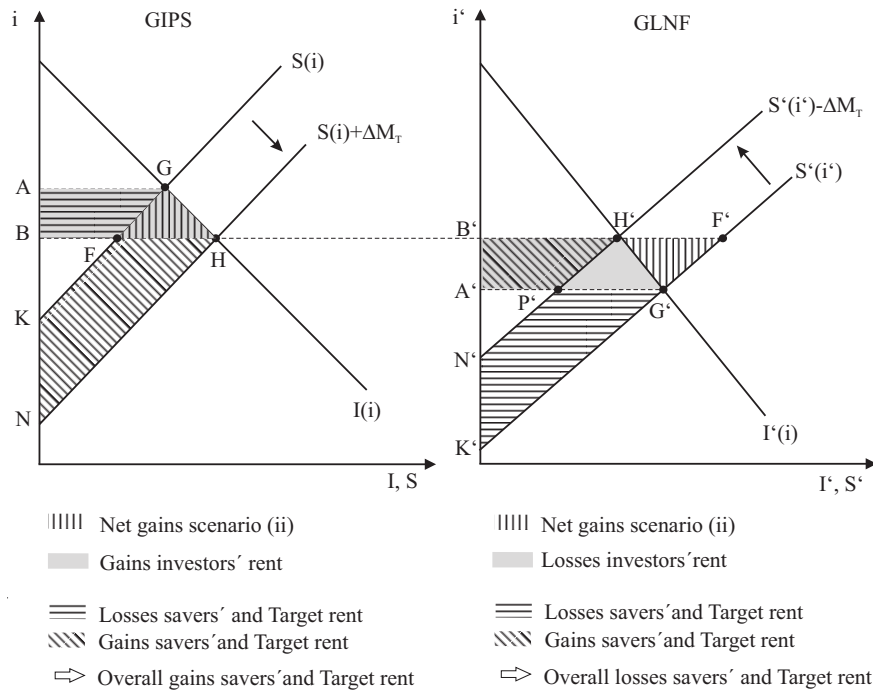 i
GIPS
S(i)
S(i)+ΔM_T
A
G
B
F
H
K
N
I(i)
I, S
i‘
GLNF
S‘(i‘)-ΔM_T
S‘(i‘)
B‘
H‘
F‘
A‘
P‘
G‘
N‘
K‘
I‘(i)
I‘, S‘
Net gains scenario (ii)
Gains investors´ rent
Losses savers´ and Target rent
Gains savers´and Target rent
Overall gains savers´and Target rent
Net gains scenario (ii)
Losses investors´rent
Losses savers´and Target rent
Gains savers´and Target rent
Overall losses savers´ and Target rent